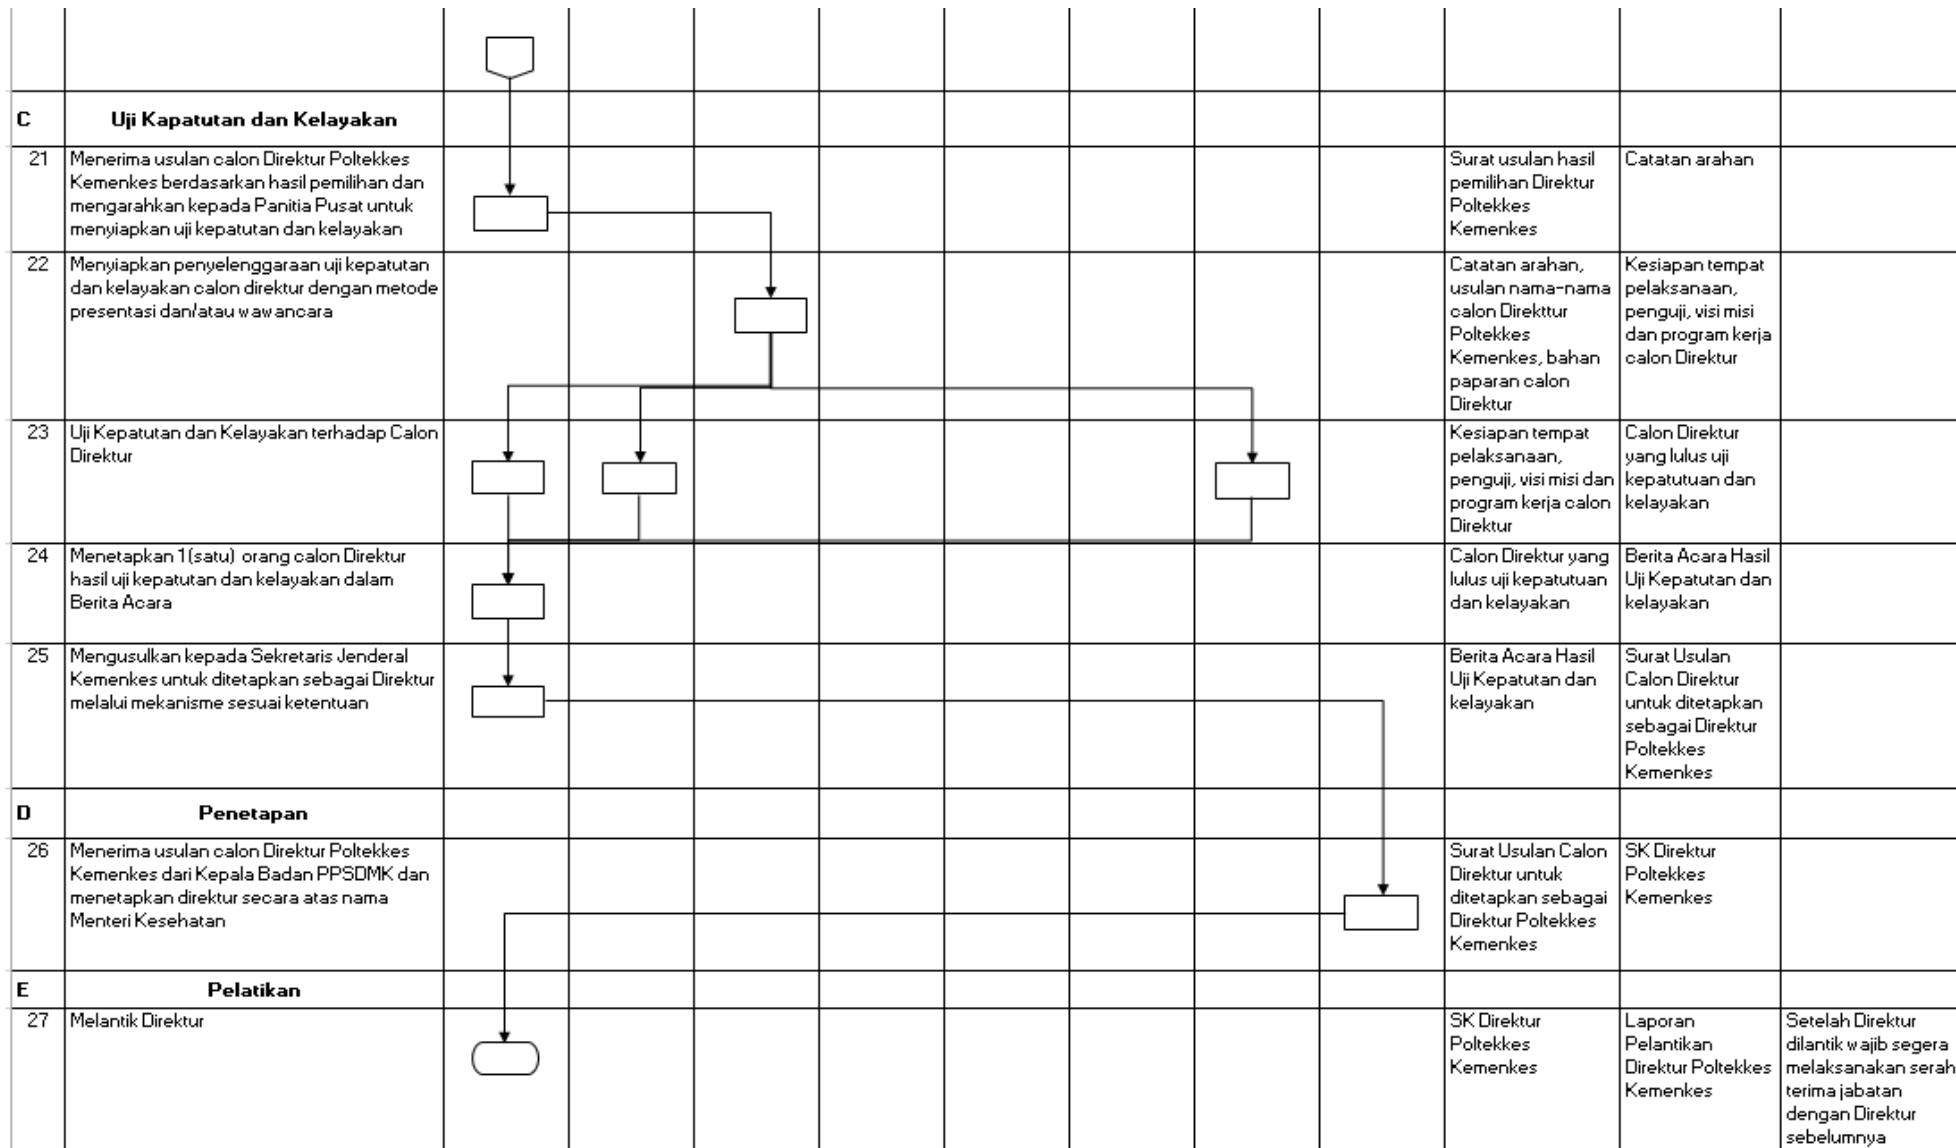 C
Uji Kapatutan dan Kelayakan
21
Menerima usulan calon Direktur Poltekkes
Kemenkes berdasarkan hasil pemilihan dan
mengarahkan kepada Panitia Pusat untuk
menyiapkan uji kepatutan dan kelayakan
Surat usulan hasil
pemilihan Direktur
Poltekkes
Kemenkes
Catatan arahan
22
Menyiapkan penyelenggaraan uji kepatutan
dan kelayakan calon direktur dengan metode
presentasi dan/atau wawancara
Catatan arahan,
usulan nama-nama
calon Direkttur
Poltekkes
Kemenkes, bahan
paparan calon
Direktur
Kesiapan tempat
pelaksanaan,
penguji, visi misi
dan program kerja
calon Direktur
23
Uji Kepatutan dan Kelayakan terhadap Calon
Direktur
Kesiapan tempat
pelaksanaan,
penguji, visi misi dan
program kerja calon
Direktur
Calon Direktur
yang lulus uji
kepatutuan dan
kelayakan
24
Menetapkan 1(satu) orang calon Direktur
hasil uji kepatutan dan kelayakan dalam
Berita Acara
Calon Direktur yang
lulus uji kepatutuan
dan kelayakan
Berita Acara Hasil
Uji Kepatutan dan
kelayakan
25
Mengusulkan kepada Sekretaris Jenderal
Kemenkes untuk ditetapkan sebagai Direktur
melalui mekanisme sesuai ketentuan
Berita Acara Hasil
Uji Kepatutan dan
kelayakan
Surat Usulan
Calon Direktur
untuk ditetapkan
sebagai Direktur
Poltekkes
Kemenkes
D
Penetapan
26
Menerima usulan calon Direktur Poltekkes
Kemenkes dari Kepala Badan PPSDMK dan
menetapkan direktur secara atas nama
Menteri Kesehatan
Surat Usulan Calon
Direktur untuk
ditetapkan sebagai
Direktur Poltekkes
Kemenkes
SK Direktur
Poltekkes
Kemenkes
E
Pelatikan
27
Melantik Direktur
SK Direktur
Poltekkes
Kemenkes
Laporan
Pelantikan
Direktur Poltekkes
Kemenkes
Setelah Direktur
dilantik wajib segera
melaksanakan serah
terima jabatan
dengan Direktur
sebelumnya